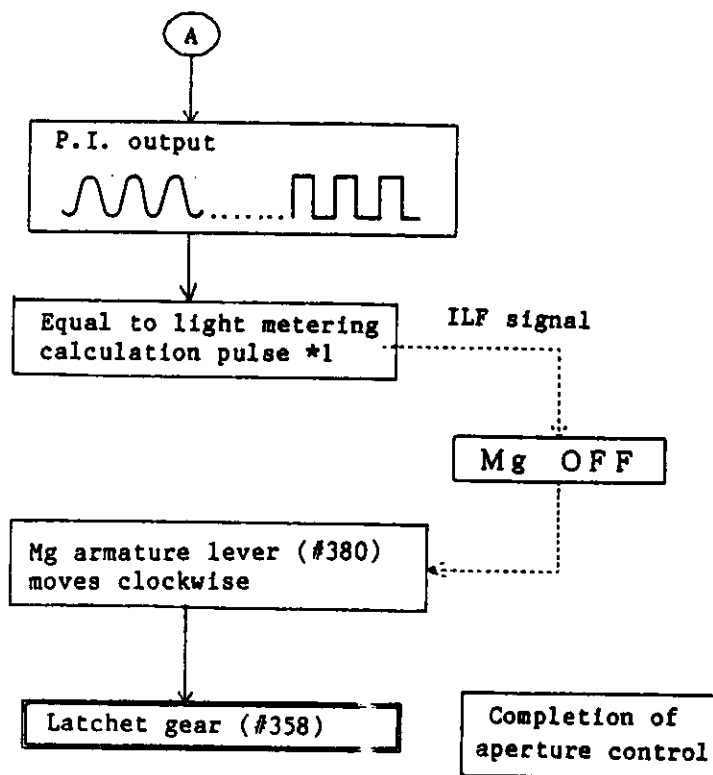 A
P.I. output
Equal to light metering
calculation pulse *1
ILF signal
Mg OFF
Mg armature lever (#380)
moves clockwise
Latchet gear (#358)
Completion of
aperture control